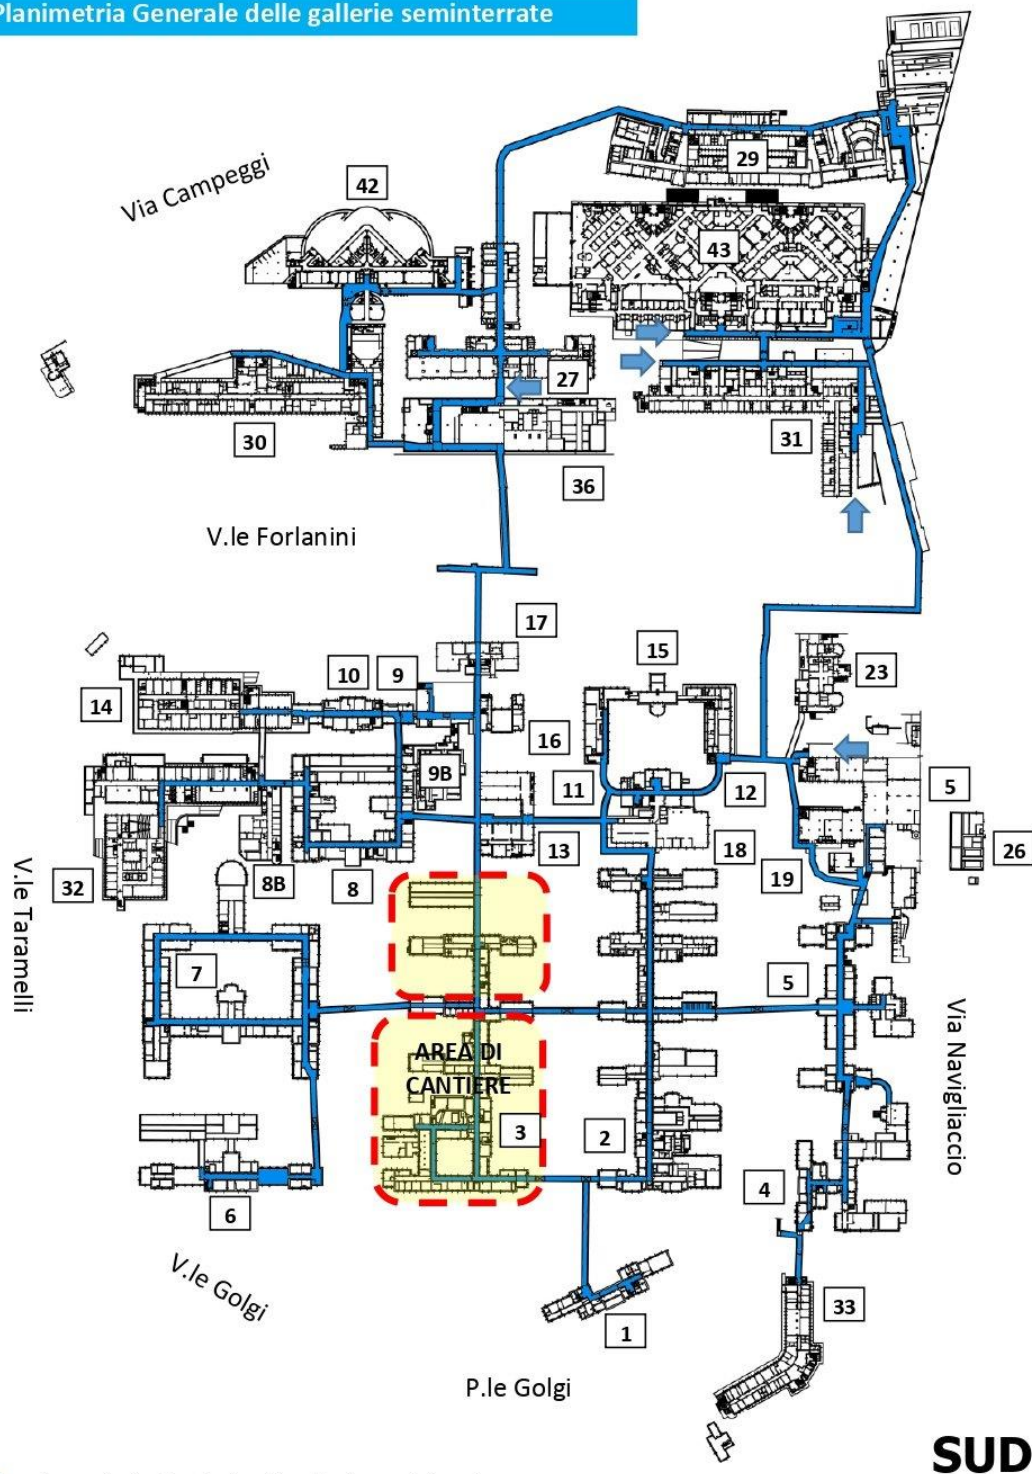 Planimetria Generale delle gallerie seminterrate
29
42
Via Campeggi
43
27
30
31
36
V.le Forlanini
17
15
10
9
23
14
16
9B
11
12
5
13
18
26
32
8B
8
19
V.le Taramelli
7
5
Via Navigliaccio
AREA DI
CANTIERE
3
2
4
6
V.le Golgi
33
1
P.le Golgi
SUD